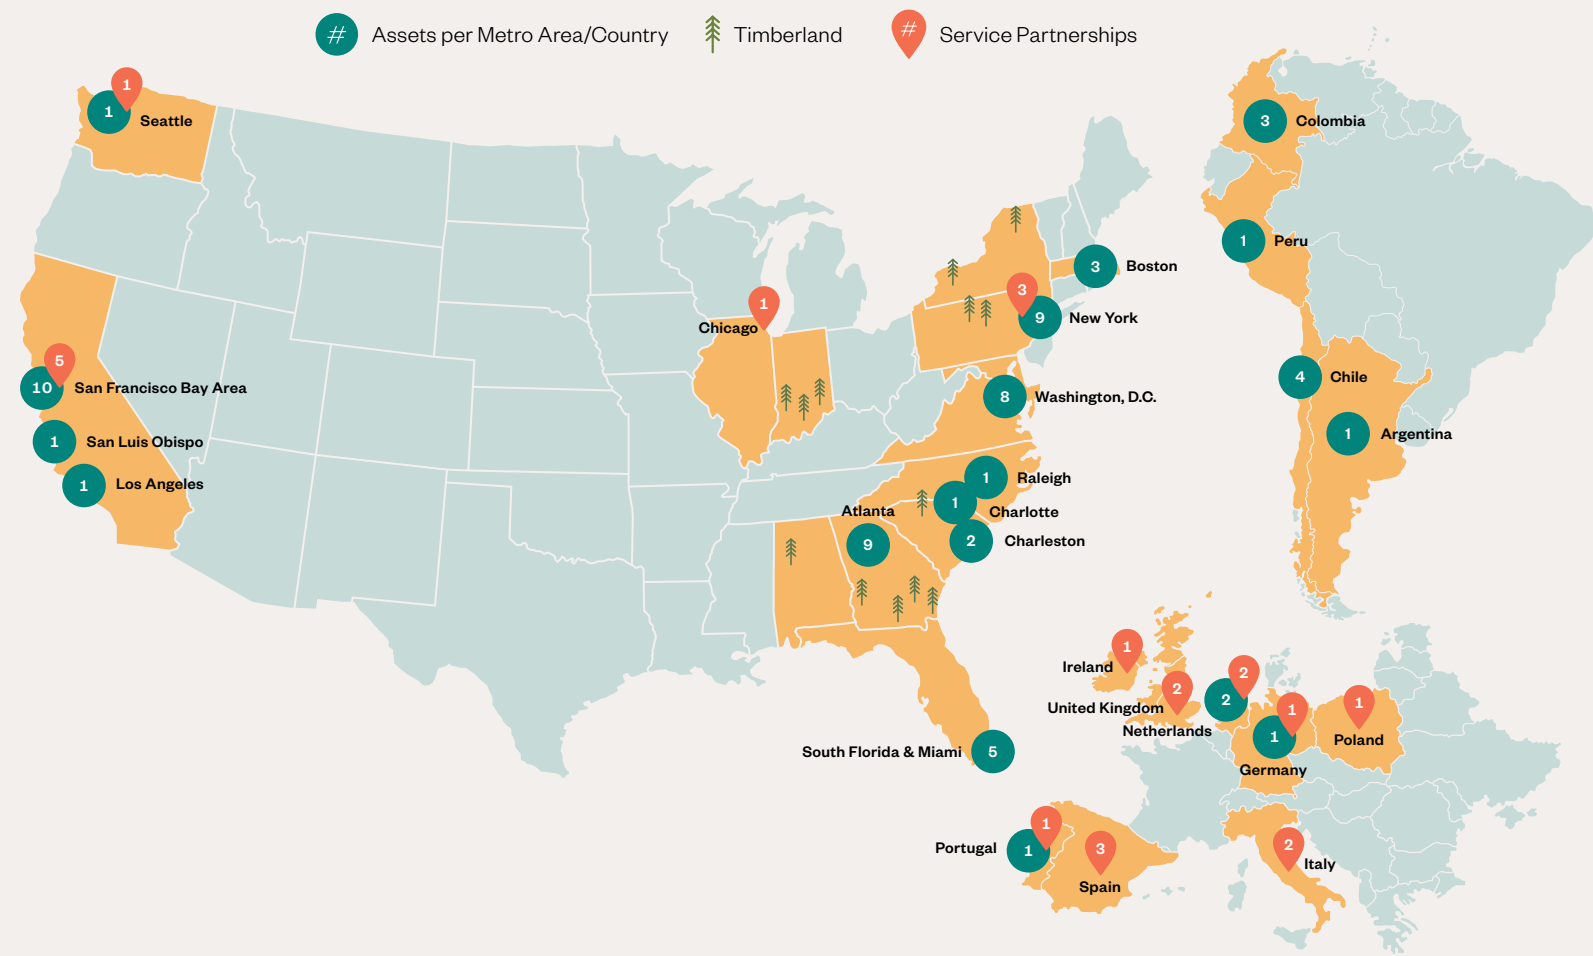 # Assets per Metro Area/Country
Timberland
# Service Partnerships
1
1
Seattle
5
10
San Francisco Bay Area
1
San Luis Obispo
1
Los Angeles
1
Chicago
3
Boston
3
9
New York
8
Washington, D.C.
1
Raleigh
1
Charlotte
2
Charleston
Atlanta
9
South Florida & Miami
5
3
Colombia
1
Peru
4
Chile
1
Argentina
1
Ireland
2
United Kingdom
2
2
Netherlands
1
1
Germany
1
Poland
1
1
Portugal
3
Spain
2
Italy